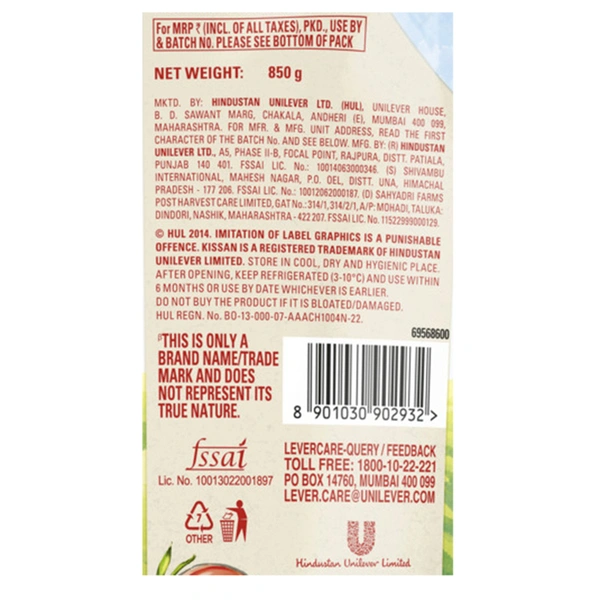 For MRP ₹ (INCL. OF ALL TAXES), PKD., USE BY
& BATCH No. PLEASE SEE BOTTOM OF PACK
NET WEIGHT: 850 g
MKTD. BY: HINDUSTAN UNILEVER LTD. (HUL), UNILEVER HOUSE,
B. D. SAWANT MARG, CHAKALA, ANDHERI (E), MUMBAI 400 099,
MAHARASHTRA. FOR MFR. & MFG. UNIT ADDRESS, READ THE FIRST
CHARACTER OF THE BATCH No. AND SEE BELOW. MFG. BY: (R) HINDUSTAN
UNILEVER LTD., A5, PHASE II-B, FOCAL POINT, RAJPURA, DISTT. PATIALA,
PUNJAB 140 401. FSSAI LIC. No.: 10014063000346. (S) SHIVAMBU
INTERNATIONAL, MAHESH NAGAR, P.O. OEL, DISTT. UNA, HIMACHAL
PRADESH - 177 206. FSSAI LIC. No.: 10012062000187. (D) SAHYADRI FARMS
POST HARVEST CARE LIMITED, GAT No.: 314/1, 314/2/1, A/P: MOHADI, TALUKA:
DINDORI, NASHIK, MAHARASHTRA - 422 207. FSSAI LIC. No. 11522999000129.
© HUL 2014. IMITATION OF LABEL GRAPHICS IS A PUNISHABLE
OFFENCE. KISSAN IS A REGISTERED TRADEMARK OF HINDUSTAN
UNILEVER LIMITED. STORE IN COOL, DRY AND HYGIENIC PLACE.
AFTER OPENING, KEEP REFRIGERATED (3-10°C) AND USE WITHIN
6 MONTHS OR USE BY DATE WHICHEVER IS EARLIER.
DO NOT BUY THE PRODUCT IF IT IS BLOATED/DAMAGED.
HUL REGN. No. BO-13-000-07-AAACH1004N-22.
69568600
#THIS IS ONLY A
BRAND NAME/TRADE
MARK AND DOES
NOT REPRESENT ITS
TRUE NATURE.
8 901030 902932 >
fssai
Lic. No. 10013022001897
LEVERCARE-QUERY / FEEDBACK
TOLL FREE: 1800-10-22-221
PO BOX 14760, MUMBAI 400 099
LEVER.CARE@UNILEVER.COM
7
OTHER
Hindustan Unilever Limited